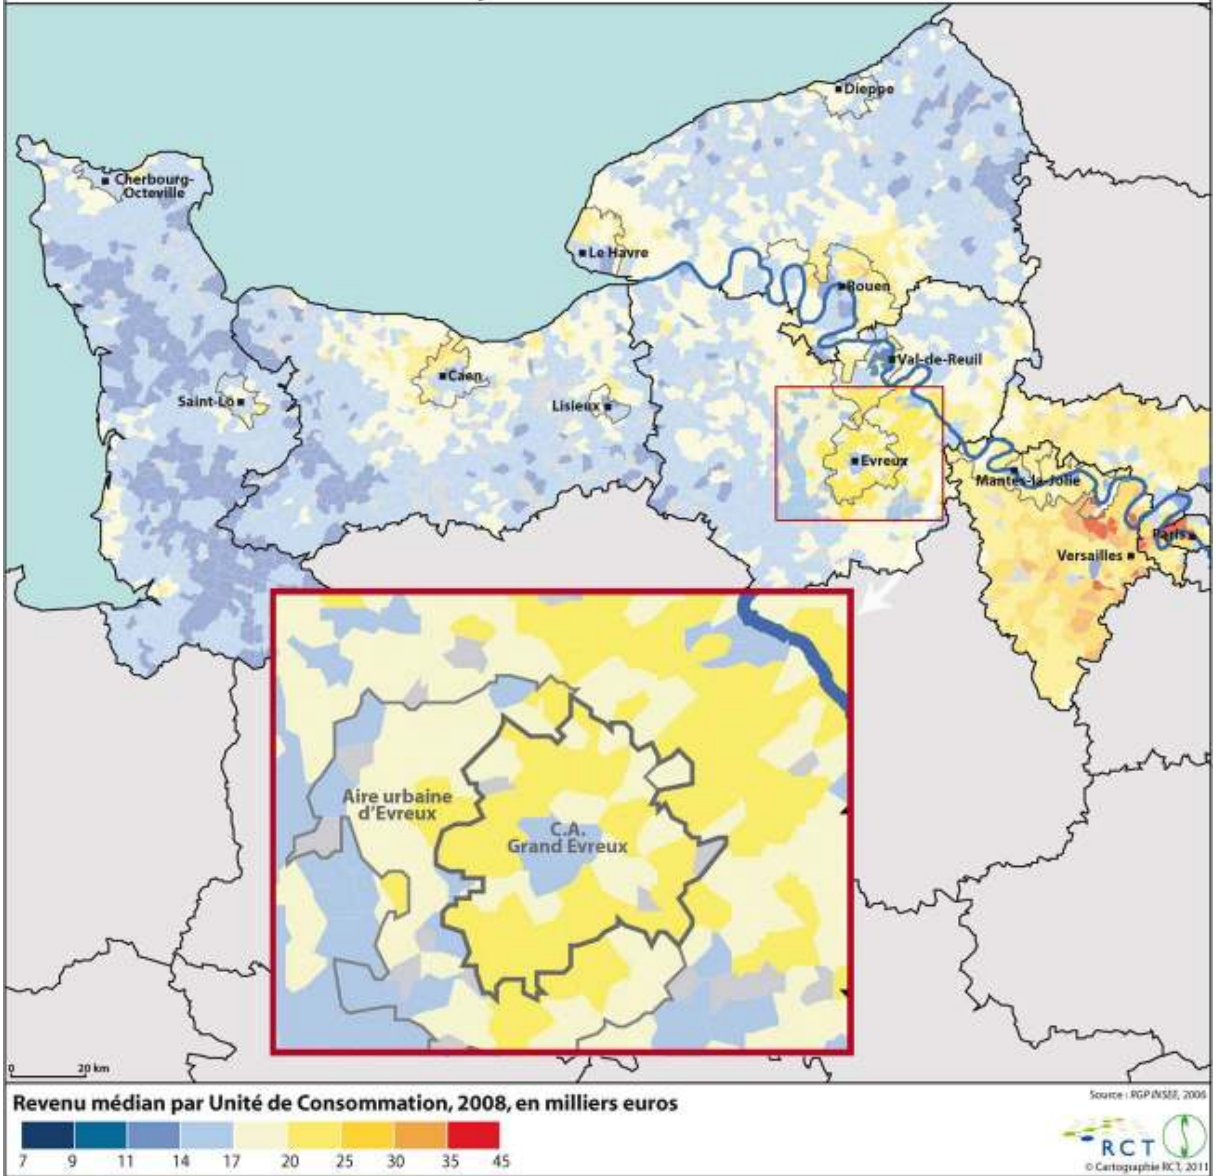 Dieppe
Cherbourg-
Octeville
Le Havre
Rouen
Val-de-Reuil
Caen
Saint-Lô
Lisieux
Evreux
Mantes-la-Jolie
Paris
Versailles
Aire urbaine
d'Evreux
C.A.
Grand Evreux
0 20 km
Revenu médian par Unité de Consommation, 2008, en milliers euros
7 9 11 14 17 20 25 30 35 45
Source : RGP INSEE, 2006
RCT
© Cartographie RCT, 2011